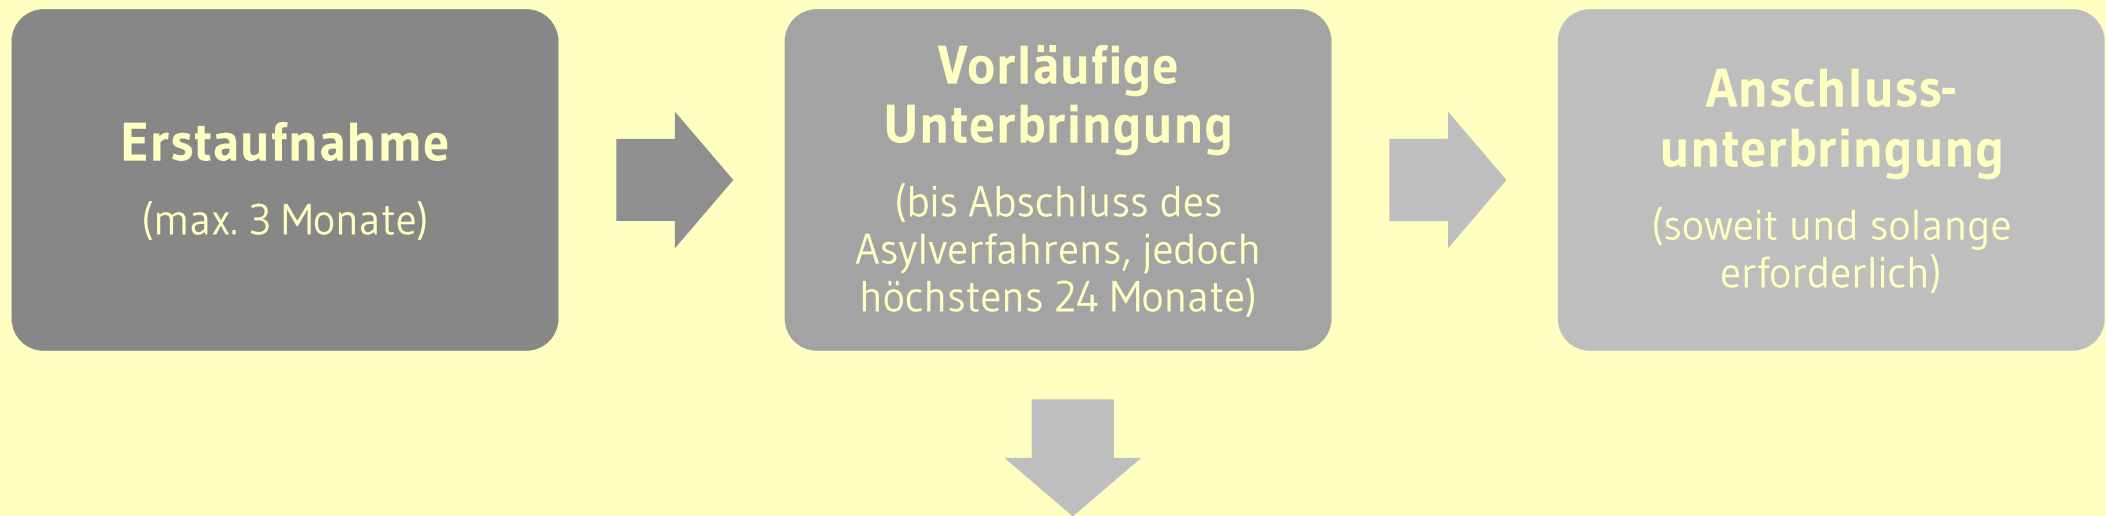 Erstaufnahme
(max. 3 Monate)
Vorläufige
Unterbringung
(bis Abschluss des
Asylverfahrens, jedoch
höchstens 24 Monate)
Anschluss-
unterbringung
(soweit und solange
erforderlich)